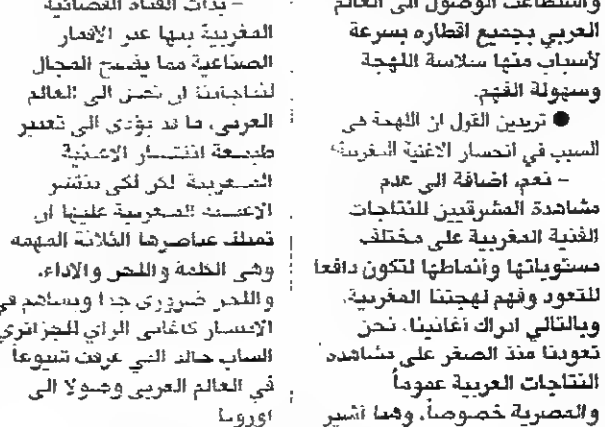 واستطاعت الوصول الى العالم
العربي بجميع اقطاره بسرعة
لأسباب منها سلاسة اللهجة
وسهولة الفهم.
● تريدين القول ان اللهجة هي
السبب في انحسار الاغنية المغربية؟
- نعم، اضافة الى عدم
مشاهدة المشرقيين للنتاجات
الفنية المغربية على مختلف
مستوياتها وأنماطها لتكون دافعا
للتعود وفهم لهجتنا المغربية،
وبالتالي ادراك أغانينا. نحن
تعودنا منذ الصغر على مشاهدة
النتاجات العربية عموماً
والمصرية خصوصاً، وهنا أشير
- بدأت القناة الفضائية
المغربية بثها عبر الاقمار
الصناعية مما يفسح المجال
لنتاجاتنا ان تصل الى العالم
العربي، ما قد يؤدي الى تغيير
طبيعة انتشار الاغنية
المغربية لكن لكي تنتشر
الاغنية المغربية عليها ان
تمتلك عناصرها الثلاثة المهمة
وهي الكلمة واللحن والاداء،
واللحن ضروري جدا ويساهم في
الانتشار كأغاني الراي للجزائري
الشاب خالد التي عرفت شيوعاً
في العالم العربي وصولا الى
اوروبا